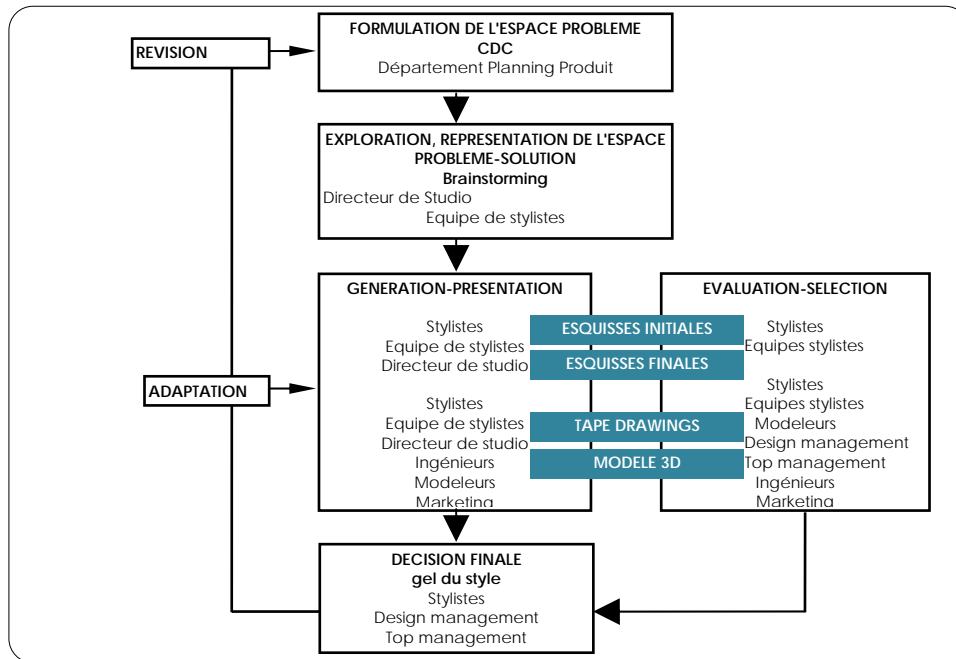 FORMULATION DE L'ESPACE PROBLEME
CDC
Département Planning Produit
REVISION
EXPLORATION, REPRESENTATION DE L'ESPACE
PROBLEME-SOLUTION
Brainstorming
Directeur de Studio
Equipe de stylistes
GENERATION-PRESENTATION
Stylistes
Equipe de stylistes
Directeur de studio
Stylistes
Equipe de stylistes
Directeur de studio
Ingénieurs
Modeleurs
Marketing
ADAPTATION
ESQUISSES INITIALES
ESQUISSES FINALES
TAPE DRAWINGS
MODELE 3D
EVALUATION-SELECTION
Stylistes
Equipes stylistes
Stylistes
Equipes stylistes
Modeleurs
Design management
Top management
Ingénieurs
Marketing
DECISION FINALE
gel du style
Stylistes
Design management
Top management